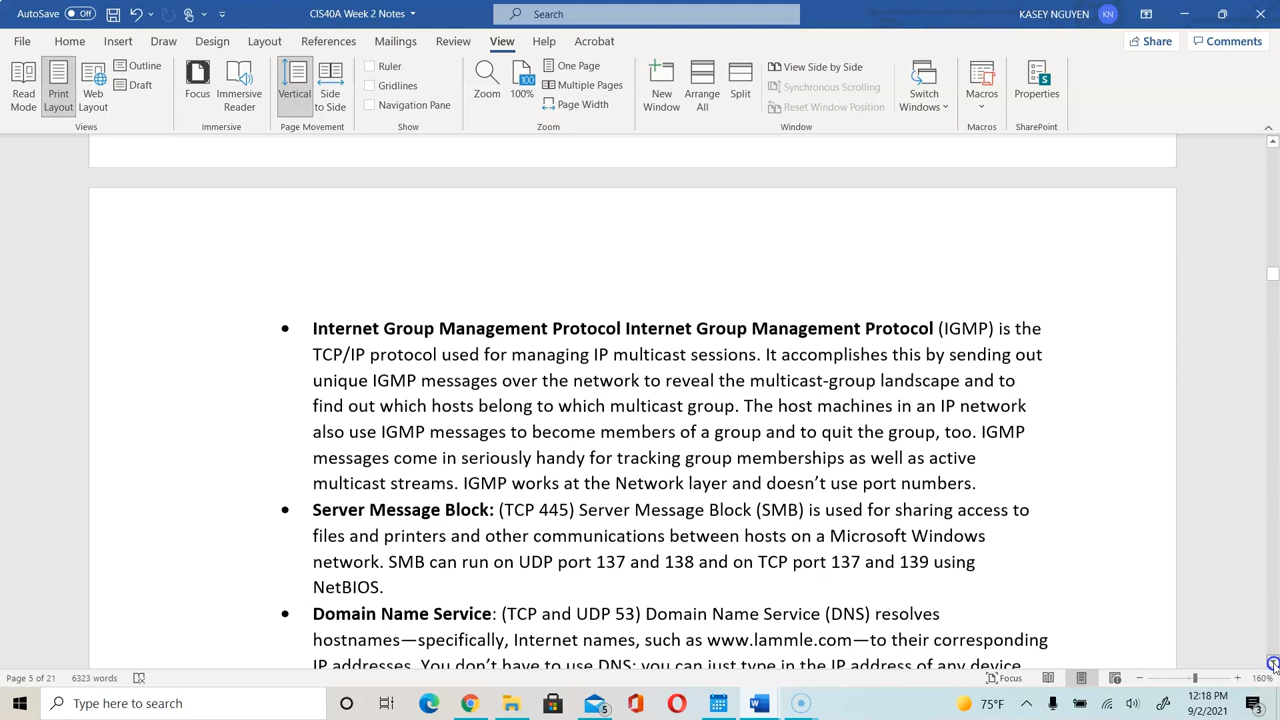 AutoSave Off CIS40A Week 2 Notes Search KASEY NGUYEN KN
File Home Insert Draw Design Layout References Mailings Review View Help Acrobat Share Comments
Read Mode Print Layout Web Layout Outline Draft Focus Immersive Reader Vertical Side to Side Ruler Gridlines Navigation Pane Zoom 100 100% One Page Multiple Pages Page Width New Window Arrange All Split View Side by Side Synchronous Scrolling Reset Window Position Switch Windows Macros Properties
Views Immersive Page Movement Show Zoom Window Macros SharePoint
• Internet Group Management Protocol Internet Group Management Protocol (IGMP) is the
TCP/IP protocol used for managing IP multicast sessions. It accomplishes this by sending out
unique IGMP messages over the network to reveal the multicast-group landscape and to
find out which hosts belong to which multicast group. The host machines in an IP network
also use IGMP messages to become members of a group and to quit the group, too. IGMP
messages come in seriously handy for tracking group memberships as well as active
multicast streams. IGMP works at the Network layer and doesn’t use port numbers.
• Server Message Block: (TCP 445) Server Message Block (SMB) is used for sharing access to
files and printers and other communications between hosts on a Microsoft Windows
network. SMB can run on UDP port 137 and 138 and on TCP port 137 and 139 using
NetBIOS.
• Domain Name Service: (TCP and UDP 53) Domain Name Service (DNS) resolves
hostnames—specifically, Internet names, such as www.lammle.com—to their corresponding
IP addresses. You don’t have to use DNS; you can just type in the IP address of any device
Page 5 of 21 6323 words Focus 160%
Type here to search 5 75°F 12:18 PM
9/2/2021 3